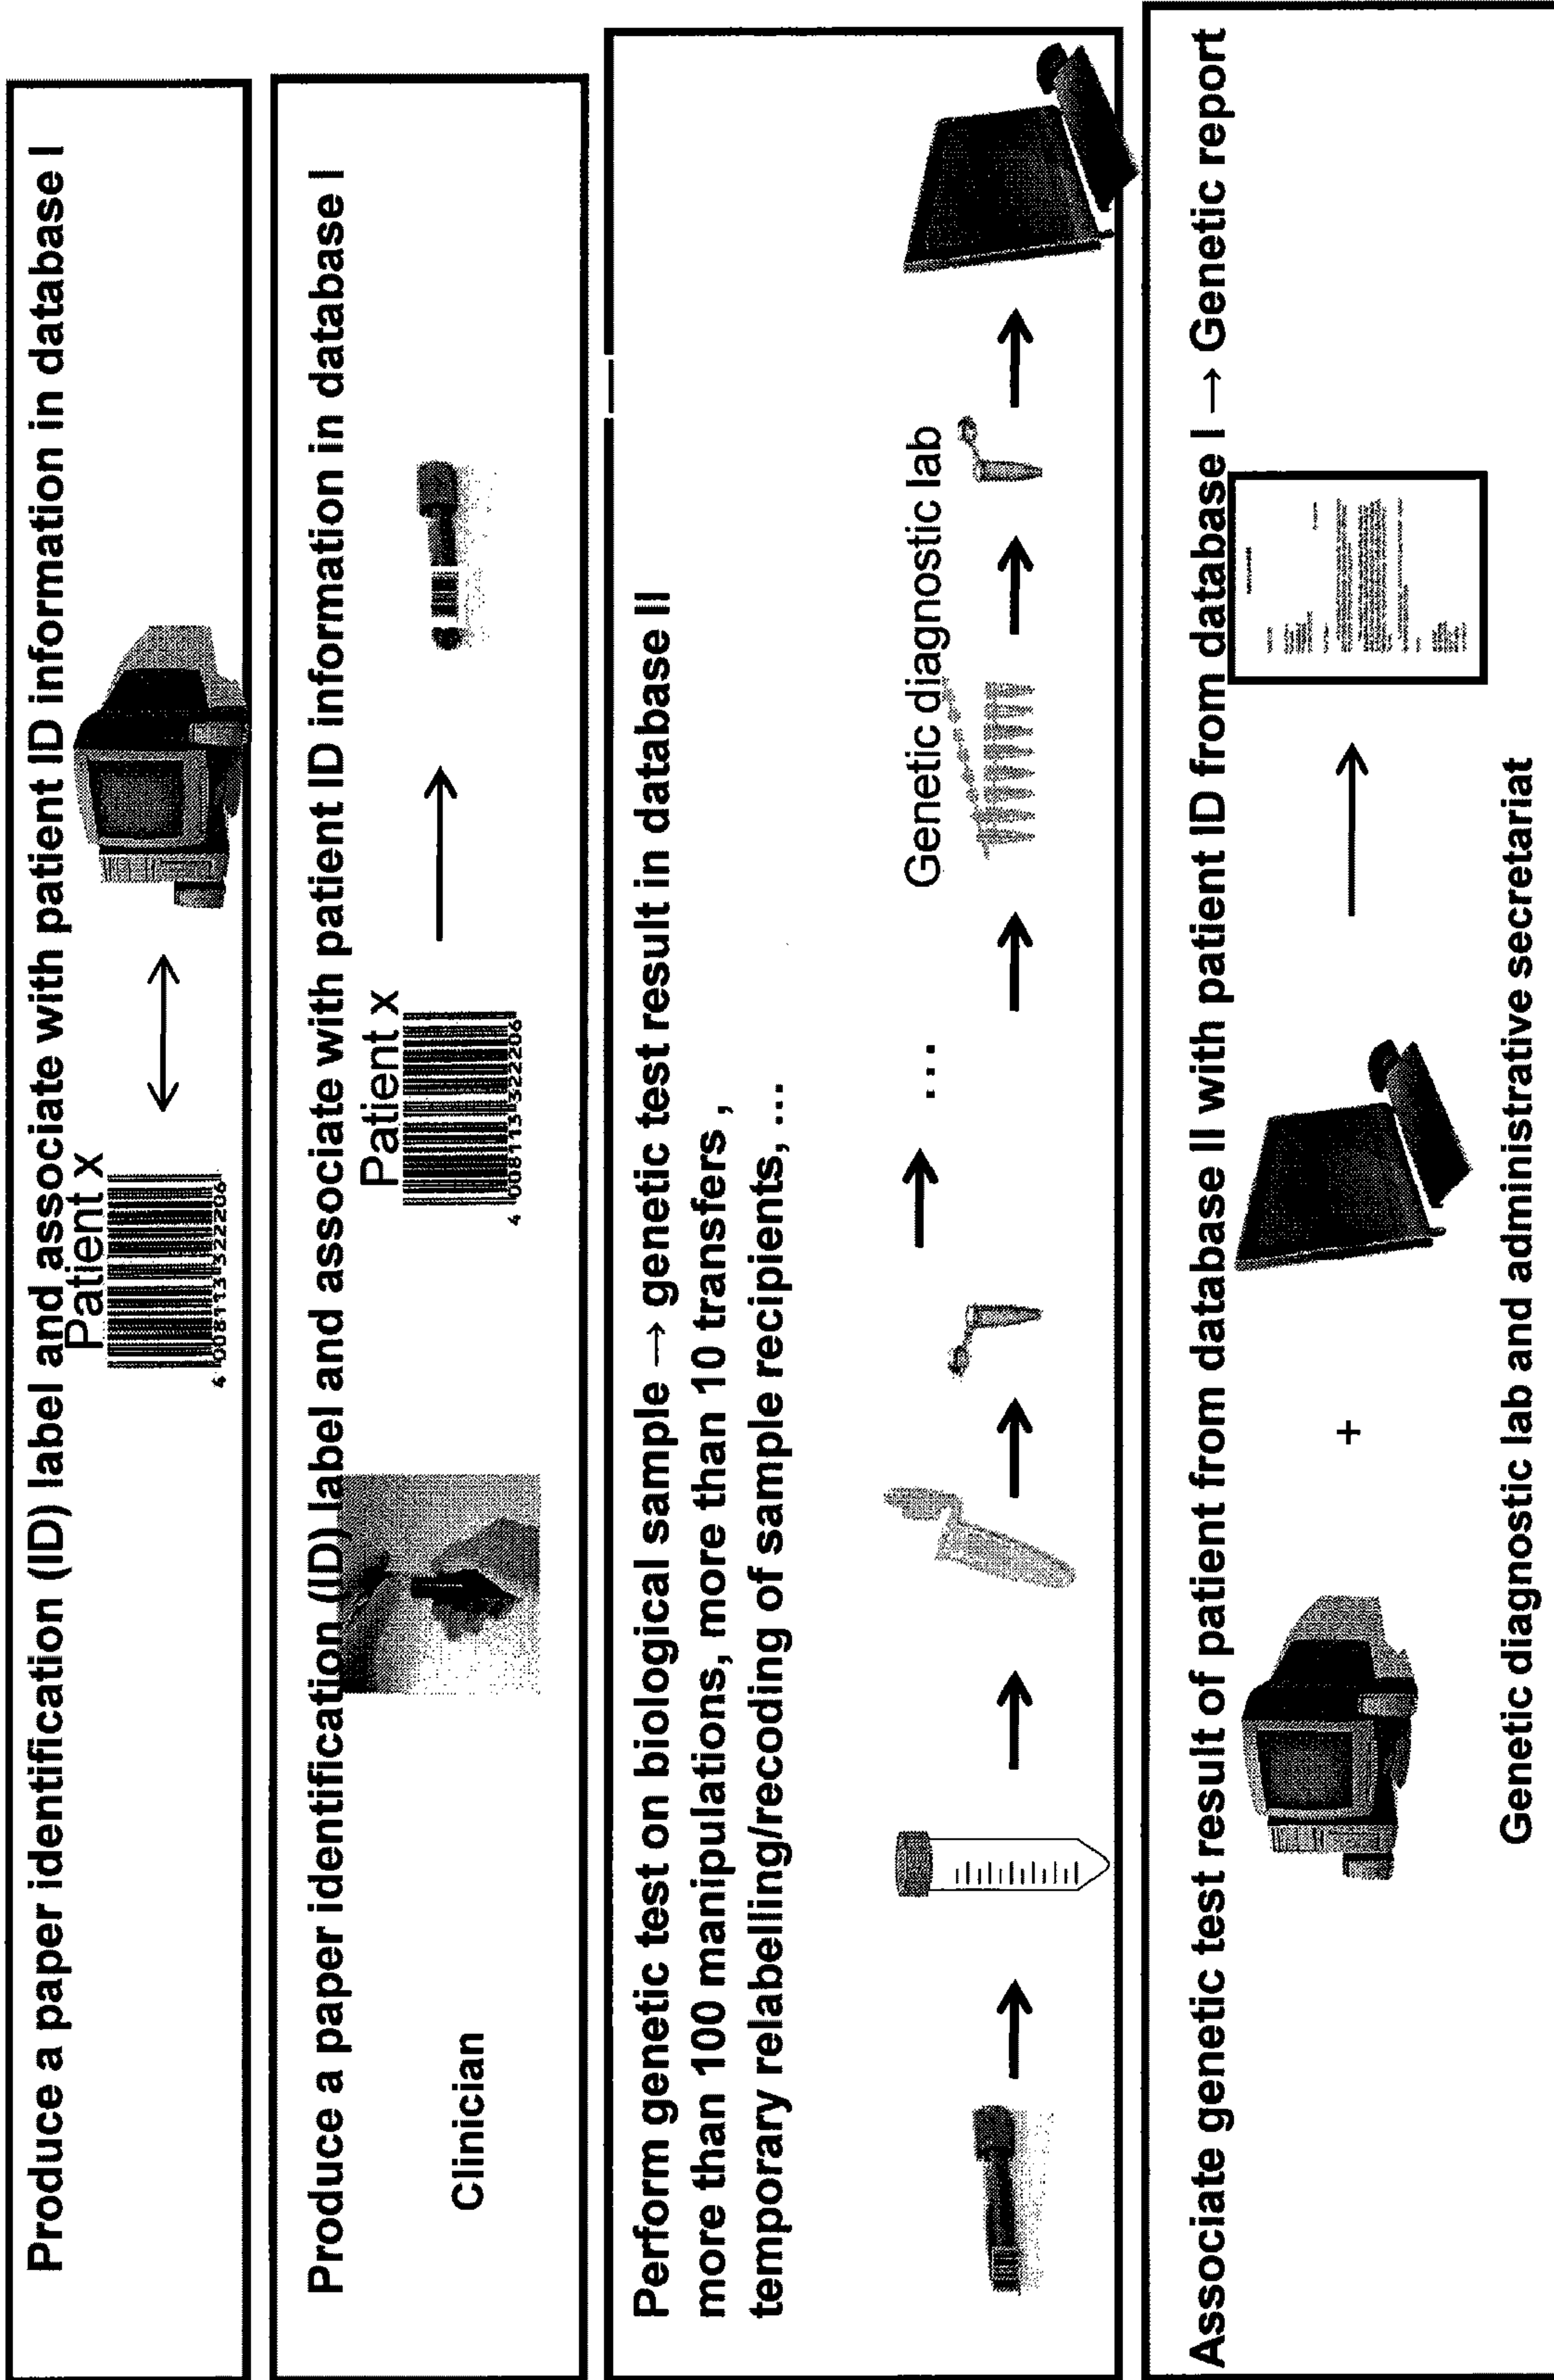 Produce a paper identification (ID) label and associate with patient ID information in database I
Patient x
4 008113 322206
Produce a paper identification (ID) label and associate with patient ID information in database I
Clinician
Patient x
4 008113 322206
Perform genetic test on biological sample → genetic test result in database II
more than 100 manipulations, more than 10 transfers ,
temporary relabelling/recoding of sample recipients, ...
...
Genetic diagnostic lab
Associate genetic test result of patient from database II with patient ID from database I → Genetic report
+
Genetic diagnostic lab and administrative secretariat